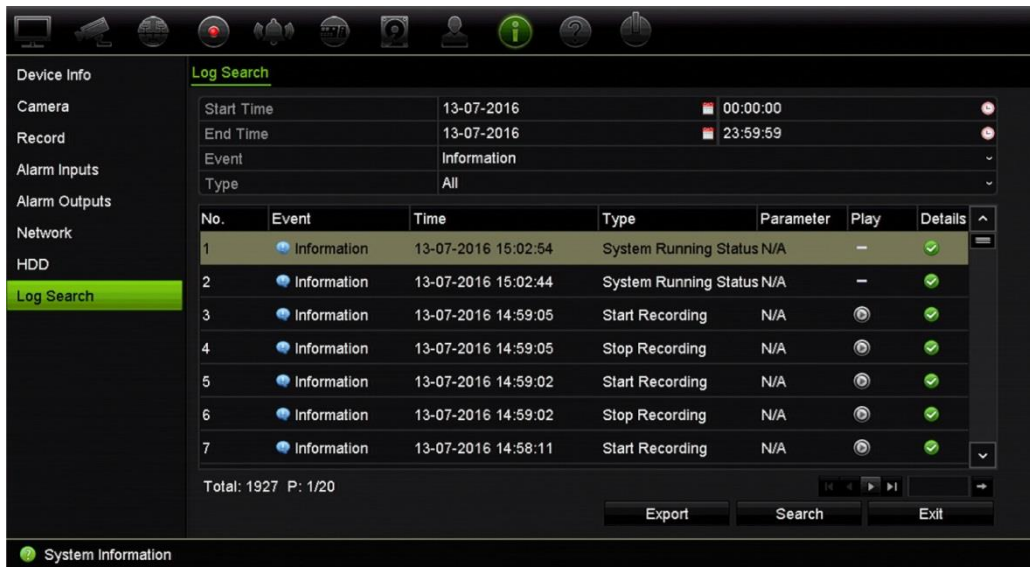 Device Info
Camera
Record
Alarm Inputs
Alarm Outputs
Network
HDD
Log Search
Log Search
Start Time 13-07-2016 00:00:00
End Time 13-07-2016 23:59:59
Event Information
Type All
No. Event Time Type Parameter Play Details
1 Information 13-07-2016 15:02:54 System Running Status N/A
2 Information 13-07-2016 15:02:44 System Running Status N/A
3 Information 13-07-2016 14:59:05 Start Recording N/A
4 Information 13-07-2016 14:59:05 Stop Recording N/A
5 Information 13-07-2016 14:59:02 Start Recording N/A
6 Information 13-07-2016 14:59:02 Stop Recording N/A
7 Information 13-07-2016 14:58:11 Start Recording N/A
Total: 1927 P: 1/20
Export Search Exit
System Information